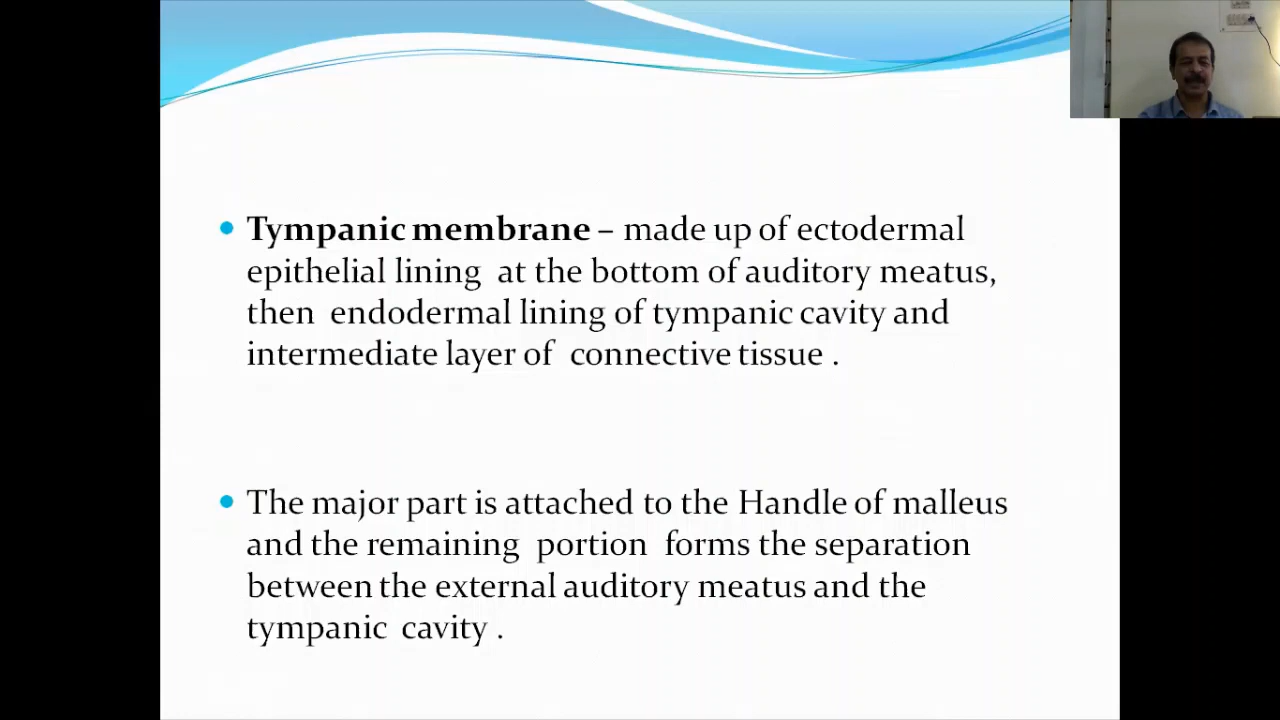 Tympanic membrane – made up of ectodermal
epithelial lining at the bottom of auditory meatus,
then endodermal lining of tympanic cavity and
intermediate layer of connective tissue .
The major part is attached to the Handle of malleus
and the remaining portion forms the separation
between the external auditory meatus and the
tympanic cavity .